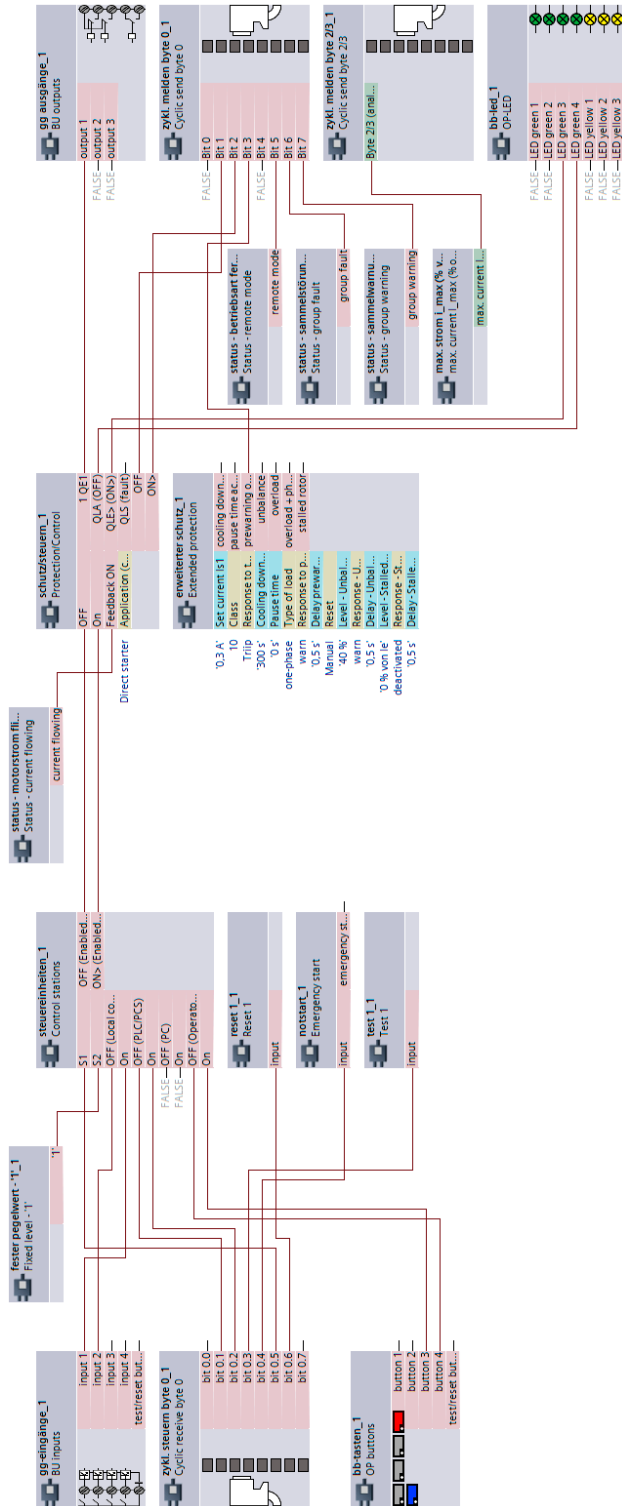 gg-eingänge_1
BU inputs
input 1
input 2
input 3
input 4
test/reset but...
zykl. steuern byte 0_1
Cyclic receive byte 0
bit 0.0
bit 0.1
bit 0.2
bit 0.3
bit 0.4
bit 0.5
bit 0.6
bit 0.7
bb-tasten_1
OP buttons
button 1
button 2
button 3
button 4
test/reset but...
fester pegelwert - '1'_1
Fixed level - '1'
'1'
steuereinheiten_1
Control stations
S1 OFF (Enabled...
S2 ON> (Enabled...
OFF (Local co...
On
OFF (PLC/PCS)
On
FALSE OFF (PC)
FALSE On
OFF (Operato...
On
reset 1_1
Reset 1
input
notstart_1
Emergency start
input emergency st...
test 1_1
Test 1
input
status - motorstrom fli...
Status - current flowing
current flowing
schutz/steuern_1
Protection/Control
OFF 1 QE1
On QLA (OFF)
Feedback ON QLE> (ON>)
Direct starter Application (c... QLS (fault)
OFF
ON>
erweiterter schutz_1
Extended protection
'0,3 A' Set current Is1 cooling down...
10 Class pause time ac...
Triip Response to t... prewarning o...
'300 s' Cooling down... unbalance
'0 s' Pause time overload
one-phase Type of load overload + ph...
warn Response to p... stalled rotor
'0,5 s' Delay prewar...
Manual Reset
'40 %' Level - Unbal...
warn Response - U...
'0,5 s' Delay - Unbal...
'0 % von Ie' Level-Stalled...
deactivated Response - St...
'0,5 s' Delay - Stalle...
status - betriebsart fer...
Status - remote mode
remote mode
status - sammelstörun...
Status - group fault
group fault
status - sammelwarnu...
Status - group warning
group warning
max. strom i_max (% v...
max. current I_max (% o...
max. current I...
gg ausgänge_1
BU outputs
output 1
FALSE output 2
FALSE output 3
zykl. melden byte 0_1
Cyclic send byte 0
FALSE Bit 0
Bit 1
Bit 2
Bit 3
FALSE Bit 4
Bit 5
Bit 6
Bit 7
zykl. melden byte 2/3_1
Cyclic send byte 2/3
Byte 2/3 (anal...
bb-led_1
OP-LED
FALSE LED green 1
FALSE LED green 2
LED green 3
LED green 4
FALSE LED yellow 1
FALSE LED yellow 2
FALSE LED yellow 3